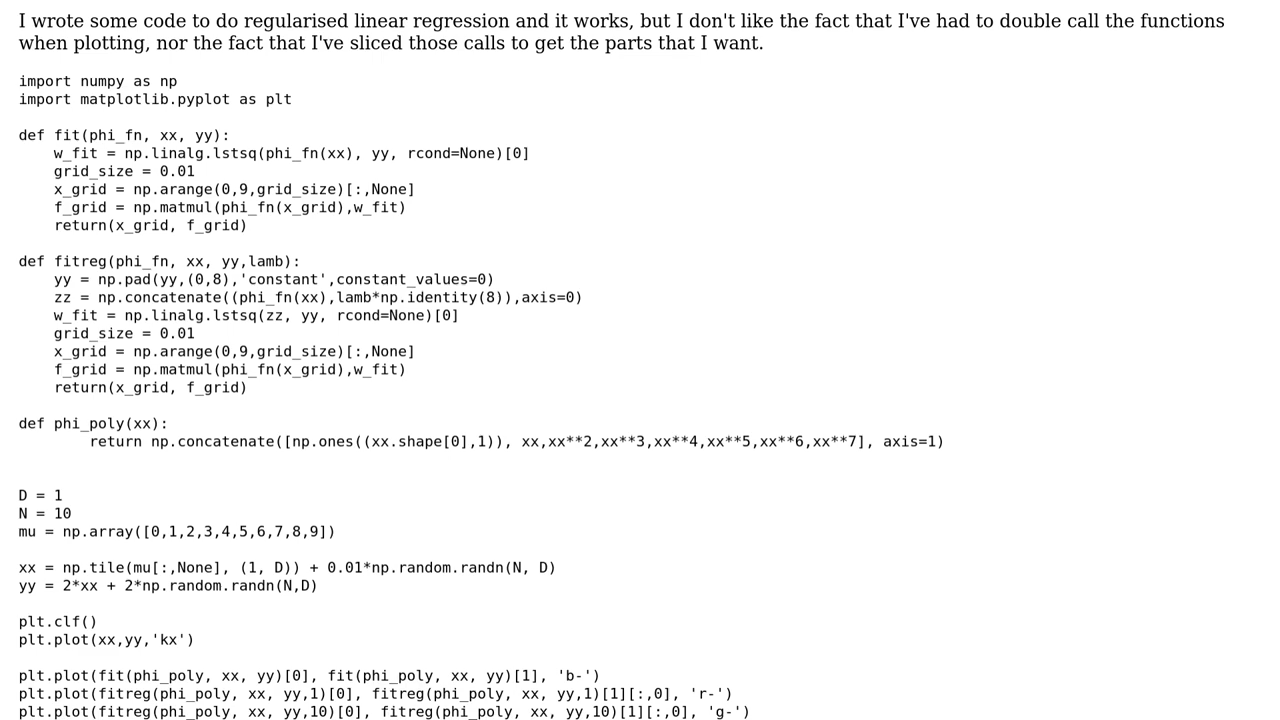 I wrote some code to do regularised linear regression and it works, but I don't like the fact that I've had to double call the functions
when plotting, nor the fact that I've sliced those calls to get the parts that I want.
import numpy as np
import matplotlib.pyplot as plt
def fit(phi_fn, xx, yy):
    w_fit = np.linalg.lstsq(phi_fn(xx), yy, rcond=None)[0]
    grid_size = 0.01
    x_grid = np.arange(0,9,grid_size)[:,None]
    f_grid = np.matmul(phi_fn(x_grid),w_fit)
    return(x_grid, f_grid)
def fitreg(phi_fn, xx, yy,lamb):
    yy = np.pad(yy,(0,8),'constant',constant_values=0)
    zz = np.concatenate((phi_fn(xx),lamb*np.identity(8)),axis=0)
    w_fit = np.linalg.lstsq(zz, yy, rcond=None)[0]
    grid_size = 0.01
    x_grid = np.arange(0,9,grid_size)[:,None]
    f_grid = np.matmul(phi_fn(x_grid),w_fit)
    return(x_grid, f_grid)
def phi_poly(xx):
        return np.concatenate([np.ones((xx.shape[0],1)), xx,xx**2,xx**3,xx**4,xx**5,xx**6,xx**7], axis=1)
D = 1
N = 10
mu = np.array([0,1,2,3,4,5,6,7,8,9])
xx = np.tile(mu[:,None], (1, D)) + 0.01*np.random.randn(N, D)
yy = 2*xx + 2*np.random.randn(N,D)
plt.clf()
plt.plot(xx,yy,'kx')
plt.plot(fit(phi_poly, xx, yy)[0], fit(phi_poly, xx, yy)[1], 'b-')
plt.plot(fitreg(phi_poly, xx, yy,1)[0], fitreg(phi_poly, xx, yy,1)[1][:,0], 'r-')
plt.plot(fitreg(phi_poly, xx, yy,10)[0], fitreg(phi_poly, xx, yy,10)[1][:,0], 'g-')